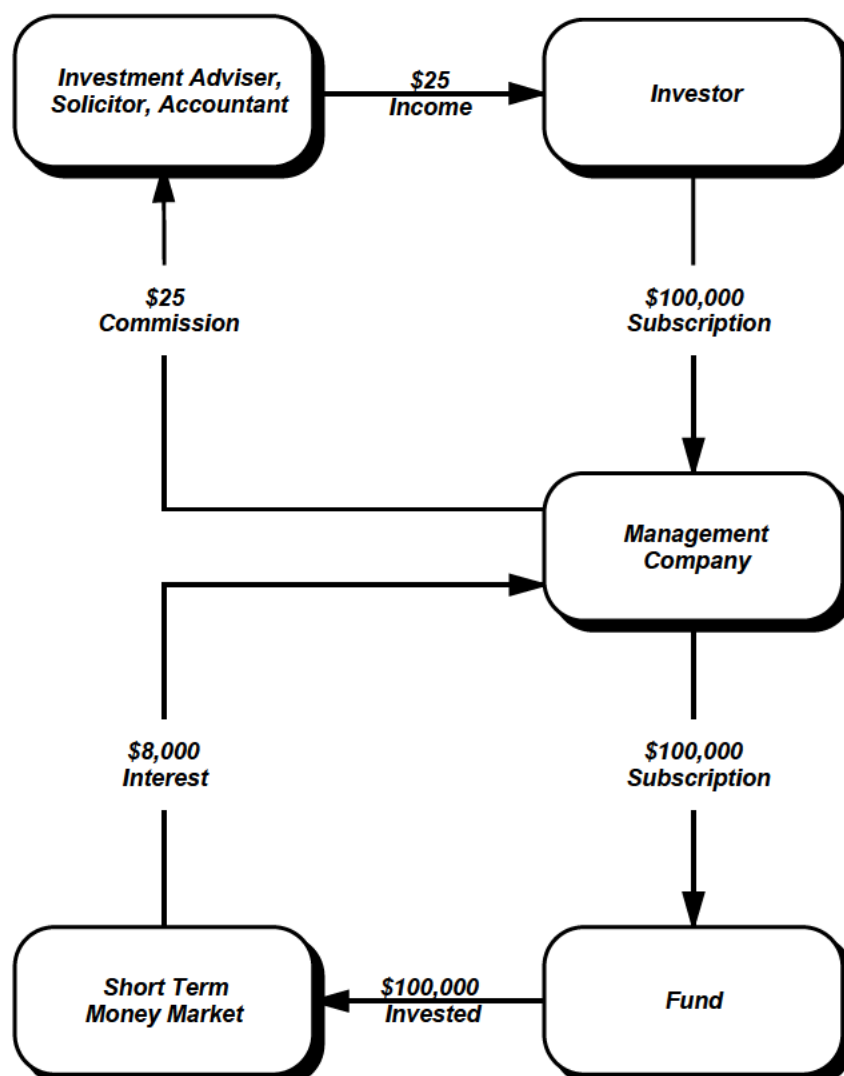 Investment Adviser,
Solicitor, Accountant
$25
Income
Investor
$25
Commission
$100,000
Subscription
Management
Company
$8,000
Interest
$100,000
Subscription
Short Term
Money Market
$100,000
Invested
Fund